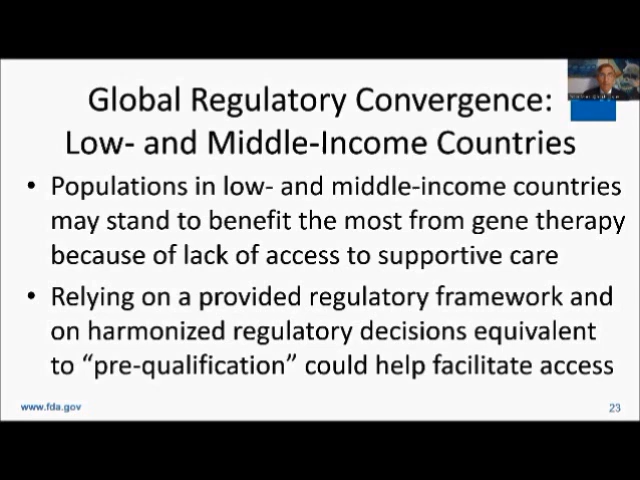 Global Regulatory Convergence:
Low- and Middle-Income Countries
• Populations in low- and middle-income countries
may stand to benefit the most from gene therapy
because of lack of access to supportive care
• Relying on a provided regulatory framework and
on harmonized regulatory decisions equivalent
to “pre-qualification” could help facilitate access
www.fda.gov
23